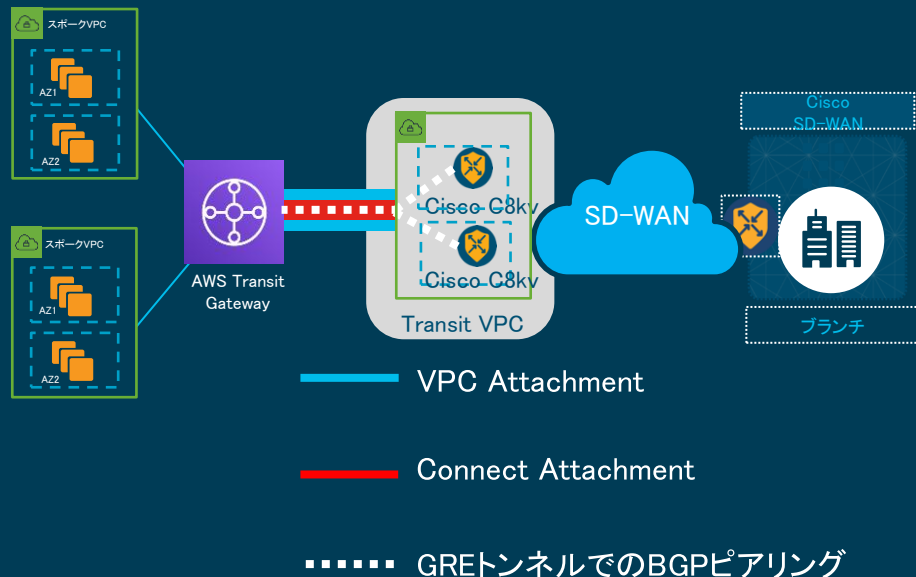 スポークVPC
AZ1
AZ2
スポークVPC
AZ1
AZ2
AWS Transit
Gateway
Cisco C8kv
Cisco C8kv
Transit VPC
SD-WAN
Cisco
SD-WAN
ブランチ
VPC Attachment
Connect Attachment
GREトンネルでのBGPピアリング